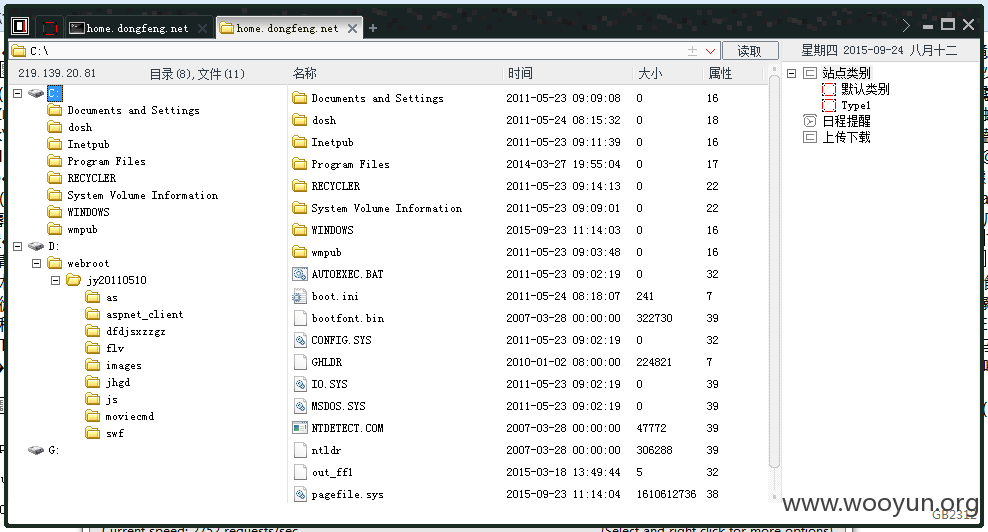 home.dongfeng.net
home.dongfeng.net
C:\
读取
星期四 2015-09-24 八月十二
219.139.20.81
目录(8),文件(11)
名称 时间 大小 属性
C:
Documents and Settings
dosh
Inetpub
Program Files
RECYCLER
System Volume Information
WINDOWS
wmpub
D:
webroot
jy20110510
as
aspnet_client
dfdjsxzzgz
flv
images
jhgd
js
moviecmd
swf
G:
Documents and Settings 2011-05-23 09:09:08 0 16
dosh 2011-05-24 08:15:32 0 18
Inetpub 2011-05-23 09:11:39 0 16
Program Files 2014-03-27 19:55:04 0 17
RECYCLER 2011-05-23 09:14:13 0 22
System Volume Information 2011-05-23 09:09:01 0 22
WINDOWS 2015-09-23 11:14:03 0 16
wmpub 2011-05-23 09:03:48 0 16
AUTOEXEC.BAT 2011-05-23 09:02:19 0 32
boot.ini 2011-05-24 08:18:07 241 7
bootfont.bin 2007-03-28 00:00:00 322730 39
CONFIG.SYS 2011-05-23 09:02:19 0 32
GHLDR 2010-01-02 08:00:00 224821 7
IO.SYS 2011-05-23 09:02:19 0 39
MSDOS.SYS 2011-05-23 09:02:19 0 39
NTDETECT.COM 2007-03-28 00:00:00 47772 39
ntldr 2007-03-28 00:00:00 306288 39
out_ff1 2015-03-18 13:49:44 5 32
pagefile.sys 2015-09-23 11:14:04 1610612736 38
站点类别
默认类别
Type1
日程提醒
上传下载
www.wooyun.org
GB2312
Current speed: 2752 requests/sec
(Select and right click for more options)